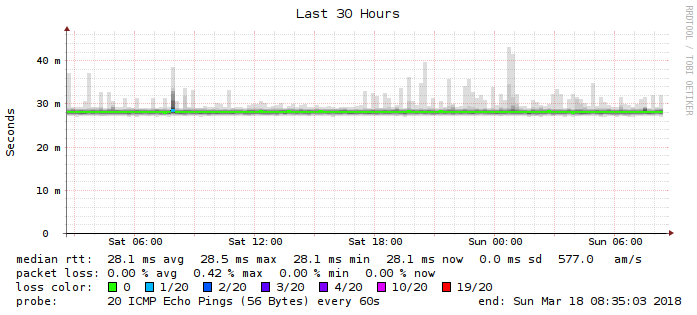 Last 30 Hours
RRDTOOL / TOBI OETIKER
Seconds
40 m
30 m
20 m
10 m
0
Sat 06:00 Sat 12:00 Sat 18:00 Sun 00:00 Sun 06:00
median rtt: 28.1 ms avg 28.5 ms max 28.1 ms min 28.1 ms now 0.0 ms sd 577.0 am/s
packet loss: 0.00 % avg 0.42 % max 0.00 % min 0.00 % now
loss color: 0 1/20 2/20 3/20 4/20 10/20 19/20
probe: 20 ICMP Echo Pings (56 Bytes) every 60s end: Sun Mar 18 08:35:03 2018